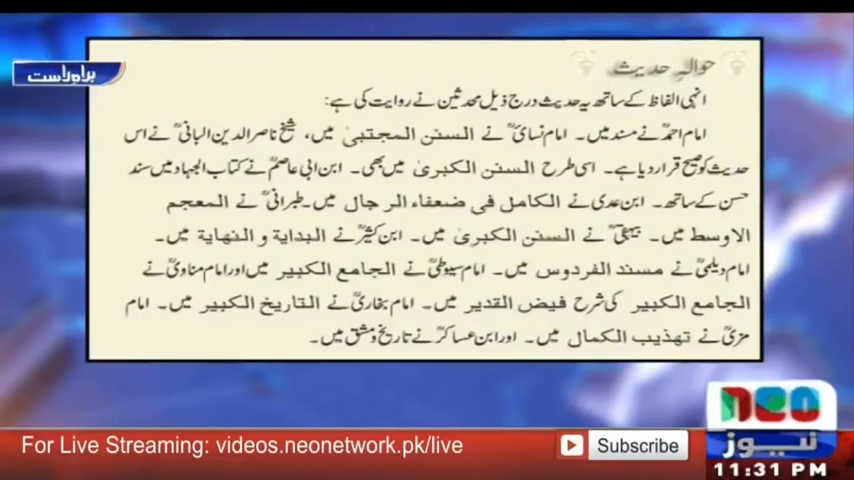 براہِ راست
حوالہِ حدیث
انہی الفاظ کے ساتھ یہ حدیث درج ذیل محدثین نے روایت کی ہے:
امام احمدؒ نے مسند میں۔ امام نسائیؒ نے السنن المجتبیٰ میں، شیخ ناصر الدین البانیؒ نے اس
حدیث کو صحیح قرار دیا ہے۔ اسی طرح السنن الکبریٰ میں بھی۔ ابن ابی عاصمؒ نے کتاب الجہاد میں سند
حسن کے ساتھ۔ ابن عدی نے الکامل فی ضعفاء الرجال میں۔ طبرانیؒ نے المعجم
الاوسط میں۔ بیہقیؒ نے السنن الکبریٰ میں۔ ابن کثیرؒ نے البدایة و النهایة میں۔
امام دیلمیؒ نے مسند الفردوس میں۔ امام سیوطیؒ نے الجامع الکبیر میں اور امام مناویؒ نے
الجامع الکبیر کی شرح فیض القدیر میں۔ امام بخاریؒ نے التاریخ الکبیر میں۔ امام
مزیؒ نے تهذیب الکمال میں۔ اور ابن عساکرؒ نے تاریخ دمشق میں۔
neo
نیوز
For Live Streaming: videos.neonetwork.pk/live
Subscribe
11:31 PM